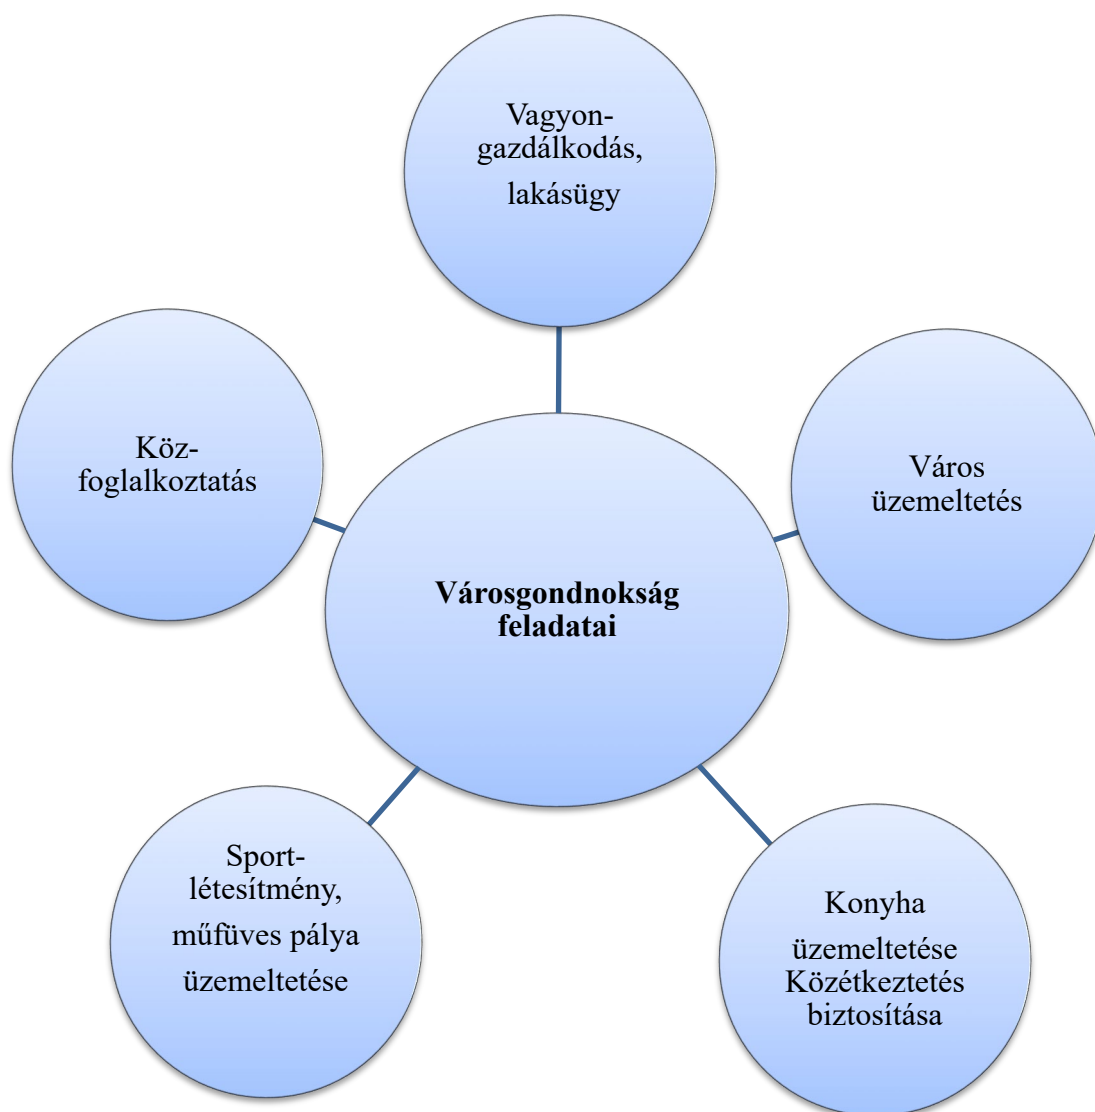 Vagyon-
gazdálkodás,
lakásügy
Köz-
foglalkoztatás
Város
üzemeltetés
Városgondnokság
feladatai
Sport-
létesítmény,
műfüves pálya
üzemeltetése
Konyha
üzemeltetése
Közétkeztetés
biztosítása